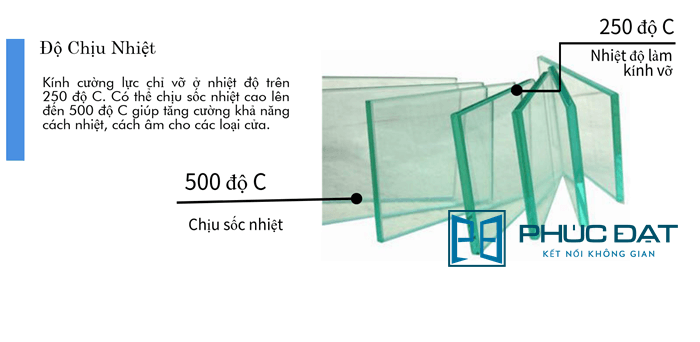 Độ Chịu Nhiệt
Kính cường lực chỉ vỡ ở nhiệt độ trên
250 độ C. Có thể chịu sốc nhiệt cao lên
đến 500 độ C giúp tăng cường khả năng
cách nhiệt, cách âm cho các loại cửa.
250 độ C
Nhiệt độ làm
kính vỡ
500 độ C
Chịu sốc nhiệt
PHÚC ĐẠT
KẾT NỐI KHÔNG GIAN